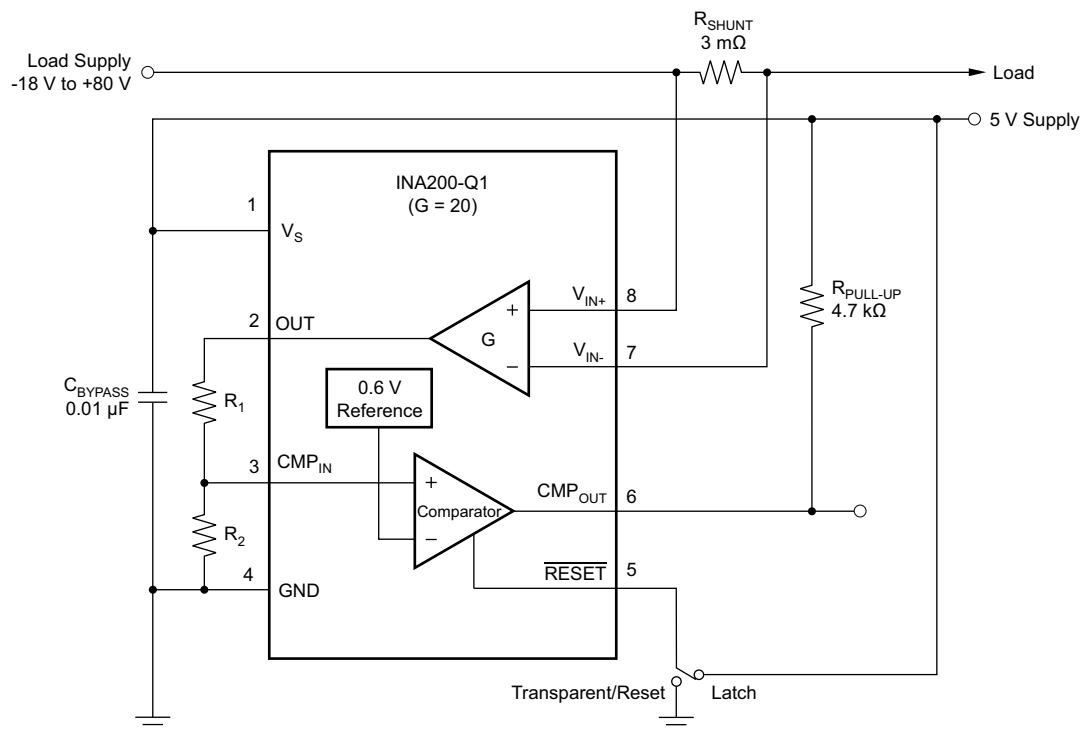 R_SHUNT
3 mΩ
Load Supply
-18 V to +80 V
Load
5 V Supply
INA200-Q1
(G = 20)
1
V_S
V_IN+
8
R_PULL-UP
4.7 kΩ
2
OUT
+
G
V_IN-
7
−
C_BYPASS
0.01 µF
R_1
0.6 V
Reference
3
CMP_IN
+
CMP_OUT
6
Comparator
R_2
−
RESET
5
4
GND
Transparent/Reset
Latch